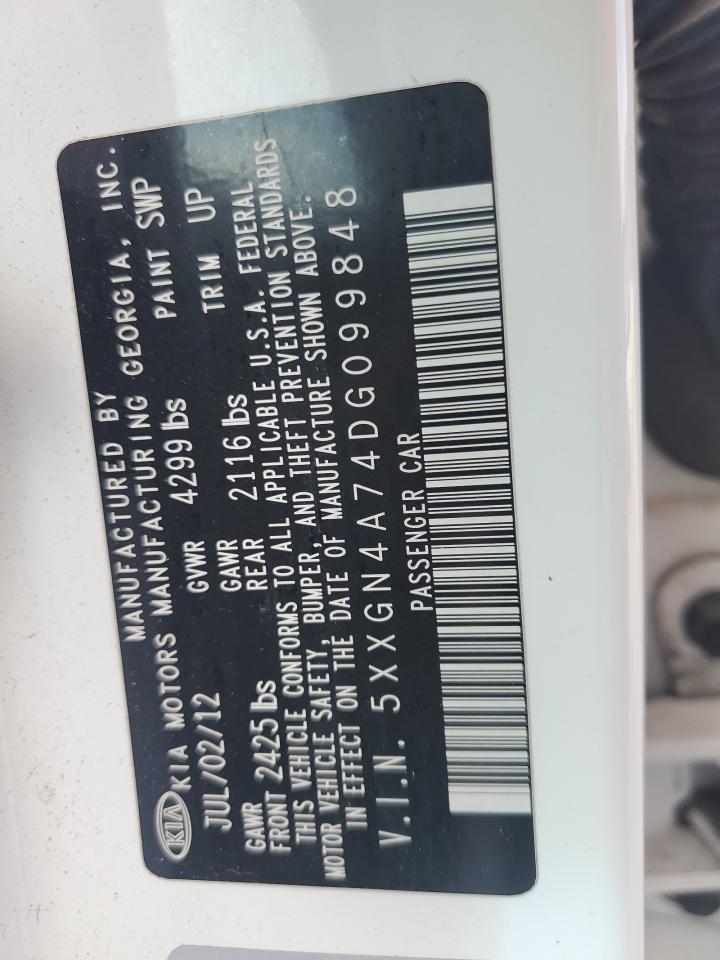 MANUFACTURED BY
KIA KIA MOTORS MANUFACTURING GEORGIA, INC.
JUL/02/12 GVWR 4299 lbs PAINT SWP
GAWR GAWR TRIM UP
FRONT 2425 lbs REAR 2116 lbs
THIS VEHICLE CONFORMS TO ALL APPLICABLE U.S.A. FEDERAL
MOTOR VEHICLE SAFETY, BUMPER, AND THEFT PREVENTION STANDARDS
IN EFFECT ON THE DATE OF MANUFACTURE SHOWN ABOVE.
V.I.N. 5XXGN4A74DG099848
PASSENGER CAR